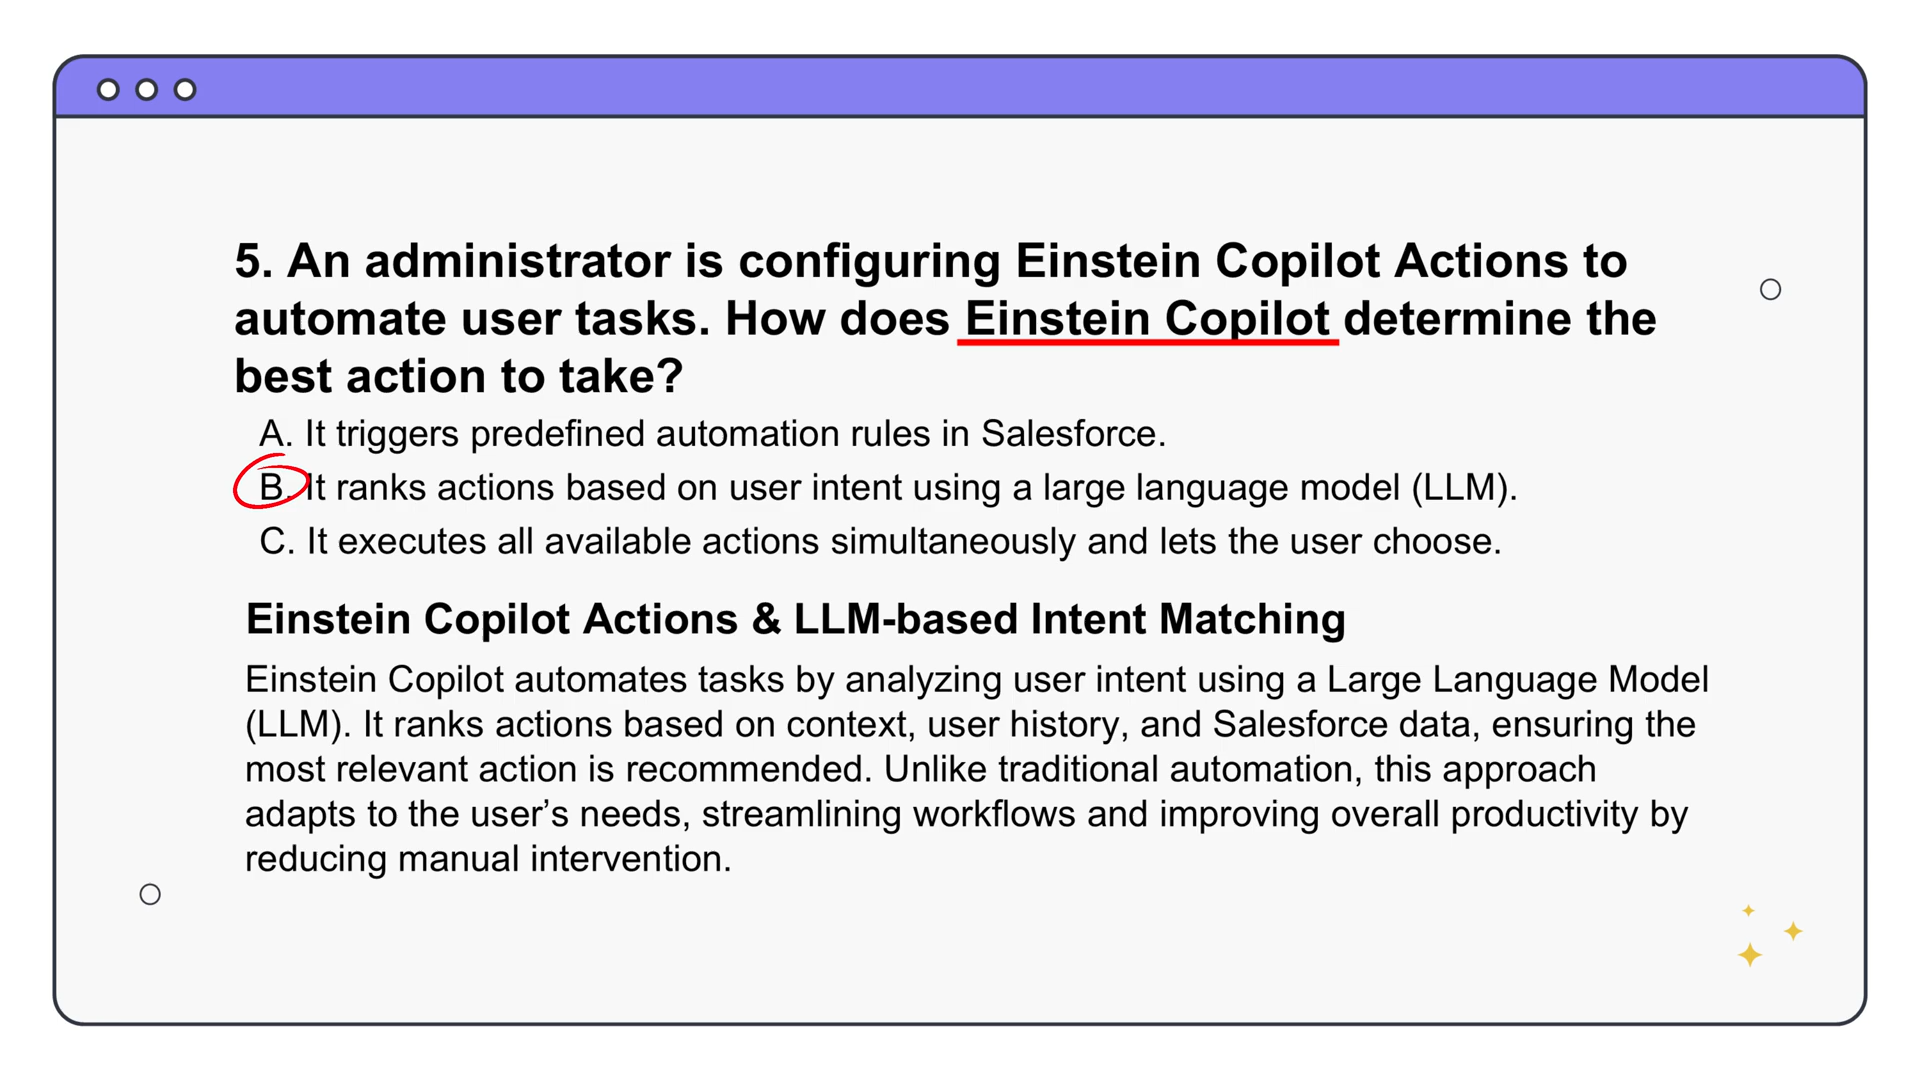 5. An administrator is configuring Einstein Copilot Actions to
automate user tasks. How does Einstein Copilot determine the
best action to take?
A. It triggers predefined automation rules in Salesforce.
B. It ranks actions based on user intent using a large language model (LLM).
C. It executes all available actions simultaneously and lets the user choose.
Einstein Copilot Actions & LLM-based Intent Matching
Einstein Copilot automates tasks by analyzing user intent using a Large Language Model
(LLM). It ranks actions based on context, user history, and Salesforce data, ensuring the
most relevant action is recommended. Unlike traditional automation, this approach
adapts to the user’s needs, streamlining workflows and improving overall productivity by
reducing manual intervention.